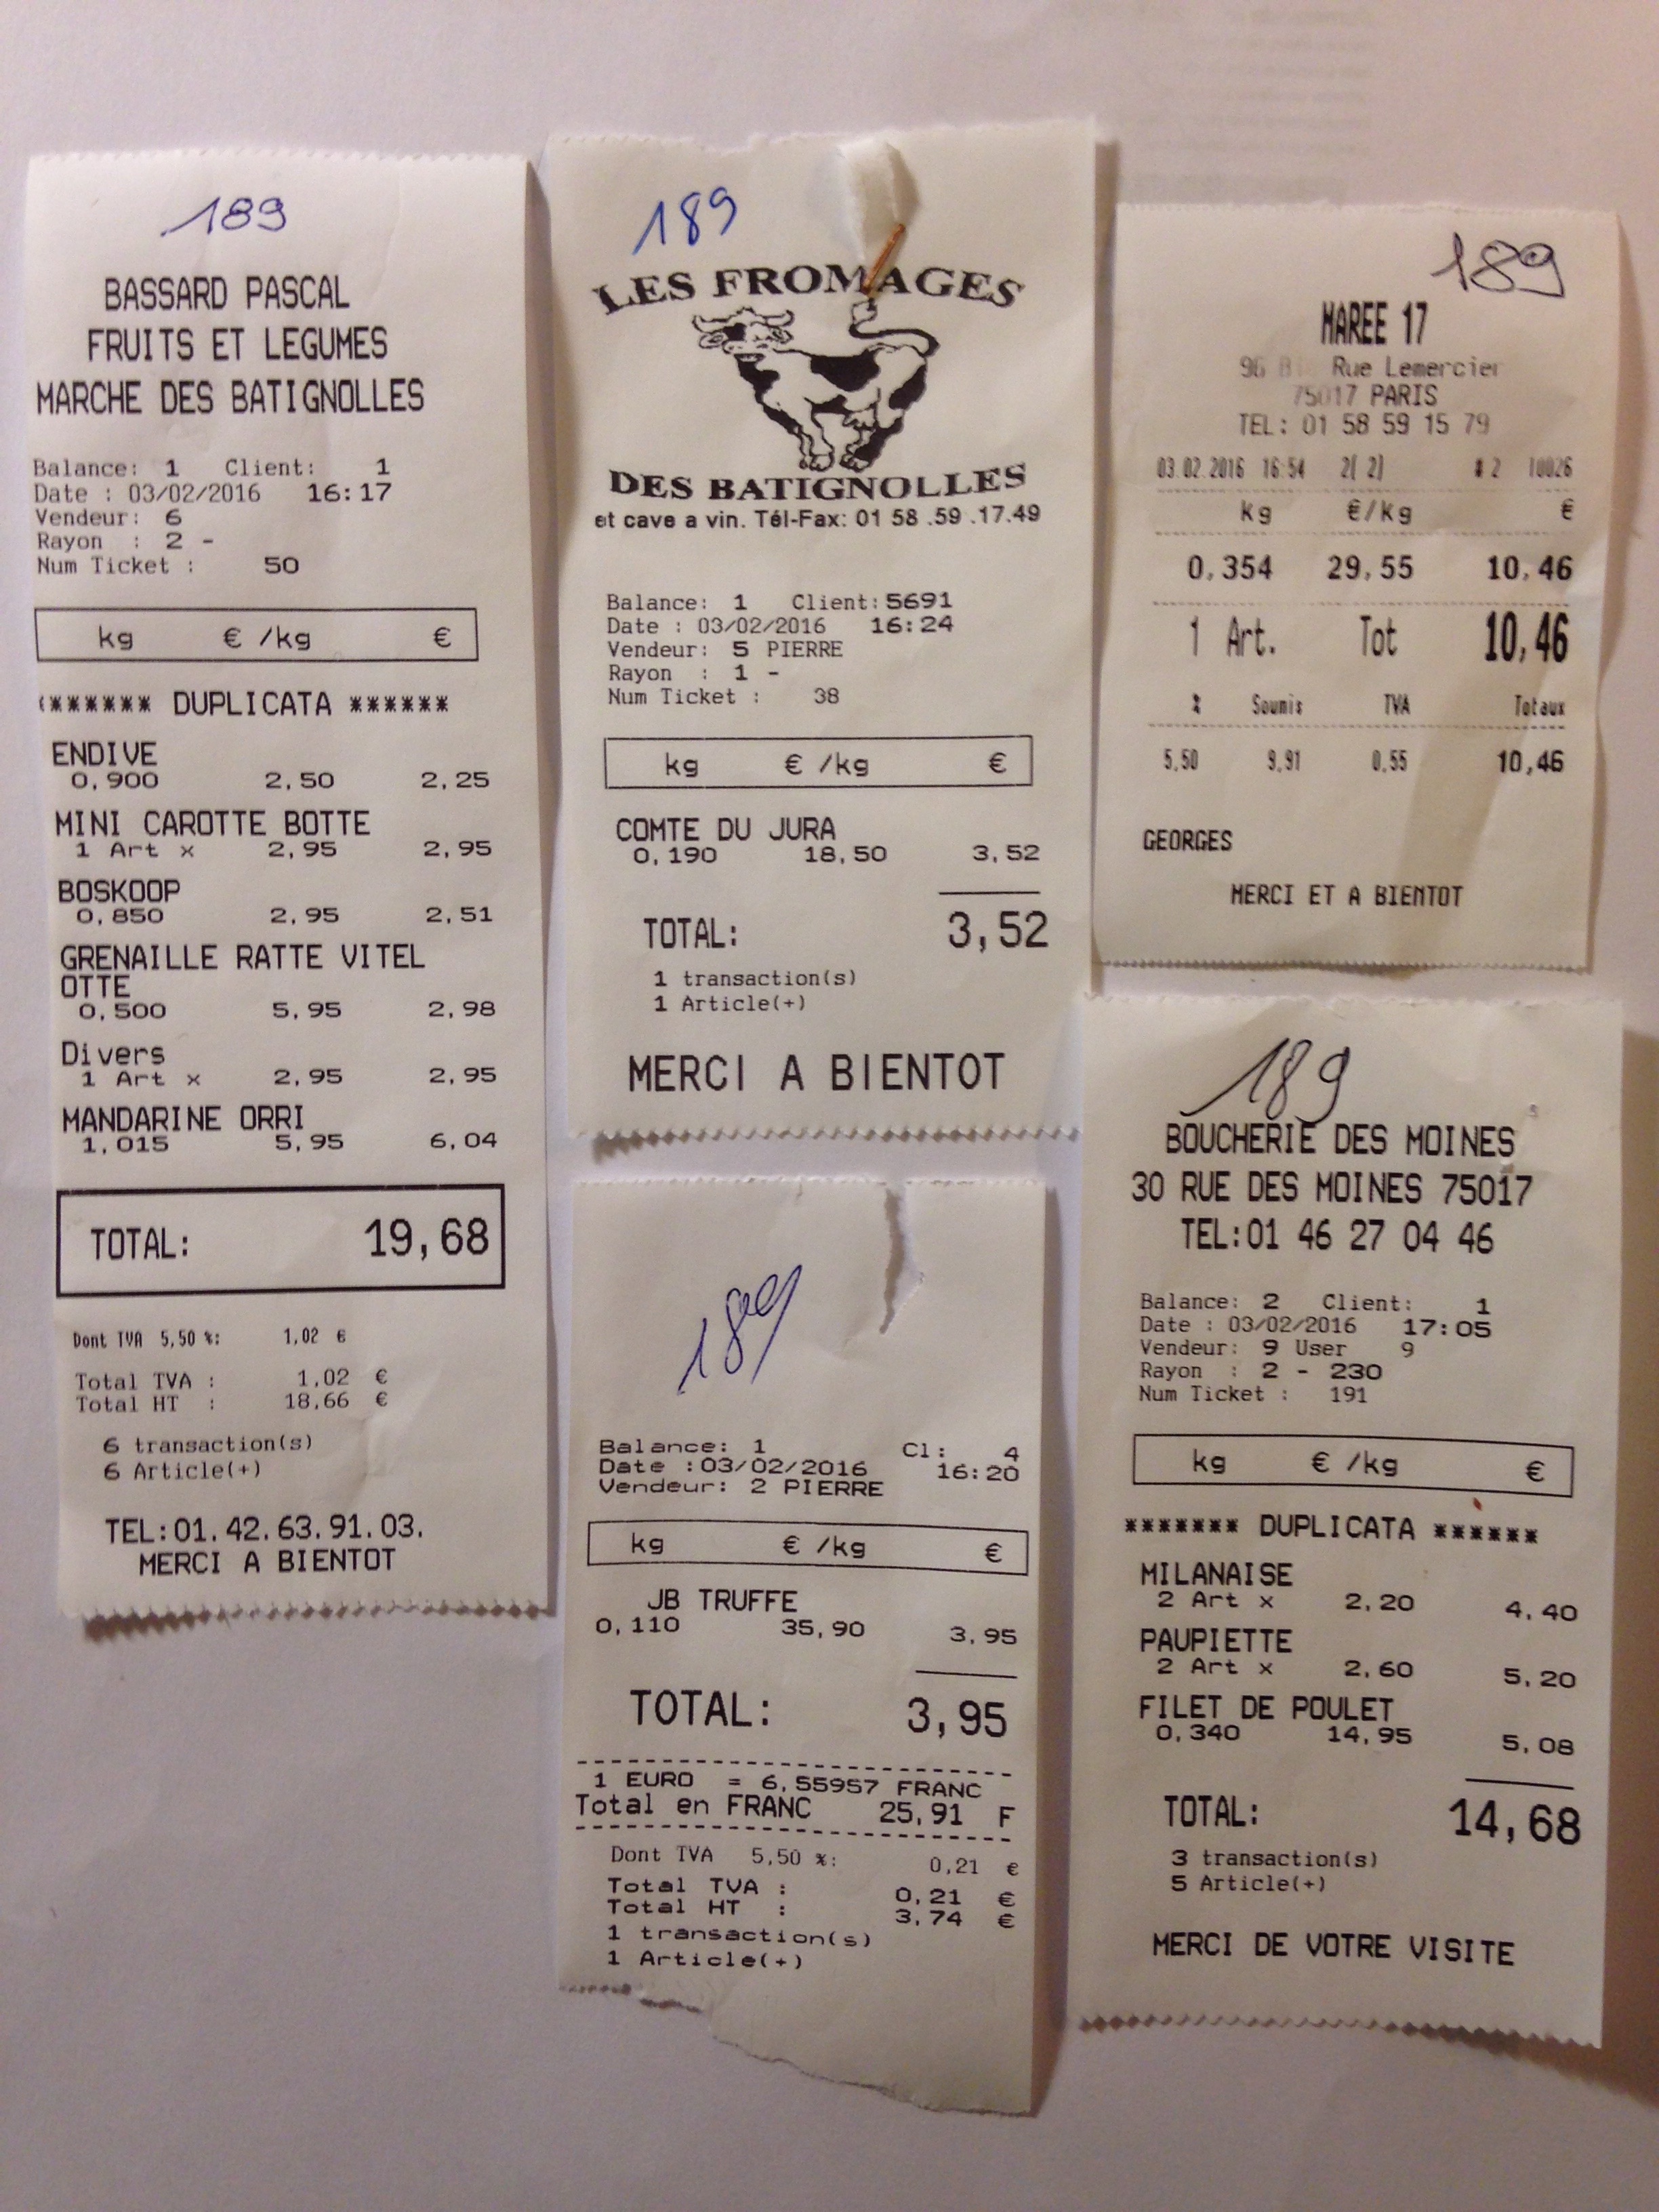 189
BASSARD PASCAL
FRUITS ET LEGUMES
MARCHE DES BATIGNOLLES
Balance: 1 Client: 1
Date : 03/02/2016 16:17
Vendeur: 6
Rayon : 2 -
Num Ticket : 50
kg € /kg €
******* DUPLICATA ******
ENDIVE
0,900 2,50 2,25
MINI CAROTTE BOTTE
1 Art x 2,95 2,95
BOSKOOP
0,850 2,95 2,51
GRENAILLE RATTE VITEL
OTTE
0,500 5,95 2,98
Divers
1 Art x 2,95 2,95
MANDARINE ORRI
1,015 5,95 6,04
TOTAL: 19,68
Dont TVA 5,50 %: 1,02 €
Total TVA : 1,02 €
Total HT : 18,66 €
6 transaction(s)
6 Article(+)
TEL:01.42.63.91.03.
MERCI A BIENTOT
189
LES FROMAGES
DES BATIGNOLLES
et cave a vin. Tél-Fax: 01 58 .59 .17.49
Balance: 1 Client:5691
Date : 03/02/2016 16:24
Vendeur: 5 PIERRE
Rayon : 1 -
Num Ticket : 38
kg € /kg €
COMTE DU JURA
0,190 18,50 3,52
TOTAL: 3,52
1 transaction(s)
1 Article(+)
MERCI A BIENTOT
189
MAREE 17
96 Rue Lemercier
75017 PARIS
TEL: 01 58 59 15 79
03.02.2016 16:54 2( 2) #2 10026
kg €/kg €
0,354 29,55 10,46
1 Art. Tot 10,46
% Soumis TVA Totaux
5,50 9,91 0,55 10,46
GEORGES
MERCI ET A BIENTOT
189
Balance: 1 Cl: 4
Date :03/02/2016 16:20
Vendeur: 2 PIERRE
kg € /kg €
JB TRUFFE
0,110 35,90 3,95
TOTAL: 3,95
1 EURO = 6,55957 FRANC
Total en FRANC 25,91 F
Dont TVA 5,50 %: 0,21 €
Total TVA : 0,21 €
Total HT : 3,74 €
1 transaction(s)
1 Article(+)
189
BOUCHERIE DES MOINES
30 RUE DES MOINES 75017
TEL:01 46 27 04 46
Balance: 2 Client: 1
Date : 03/02/2016 17:05
Vendeur: 9 User 9
Rayon : 2 - 230
Num Ticket : 191
kg € /kg €
******* DUPLICATA ******
MILANAISE
2 Art x 2,20 4,40
PAUPIETTE
2 Art x 2,60 5,20
FILET DE POULET
0,340 14,95 5,08
TOTAL: 14,68
3 transaction(s)
5 Article(+)
MERCI DE VOTRE VISITE